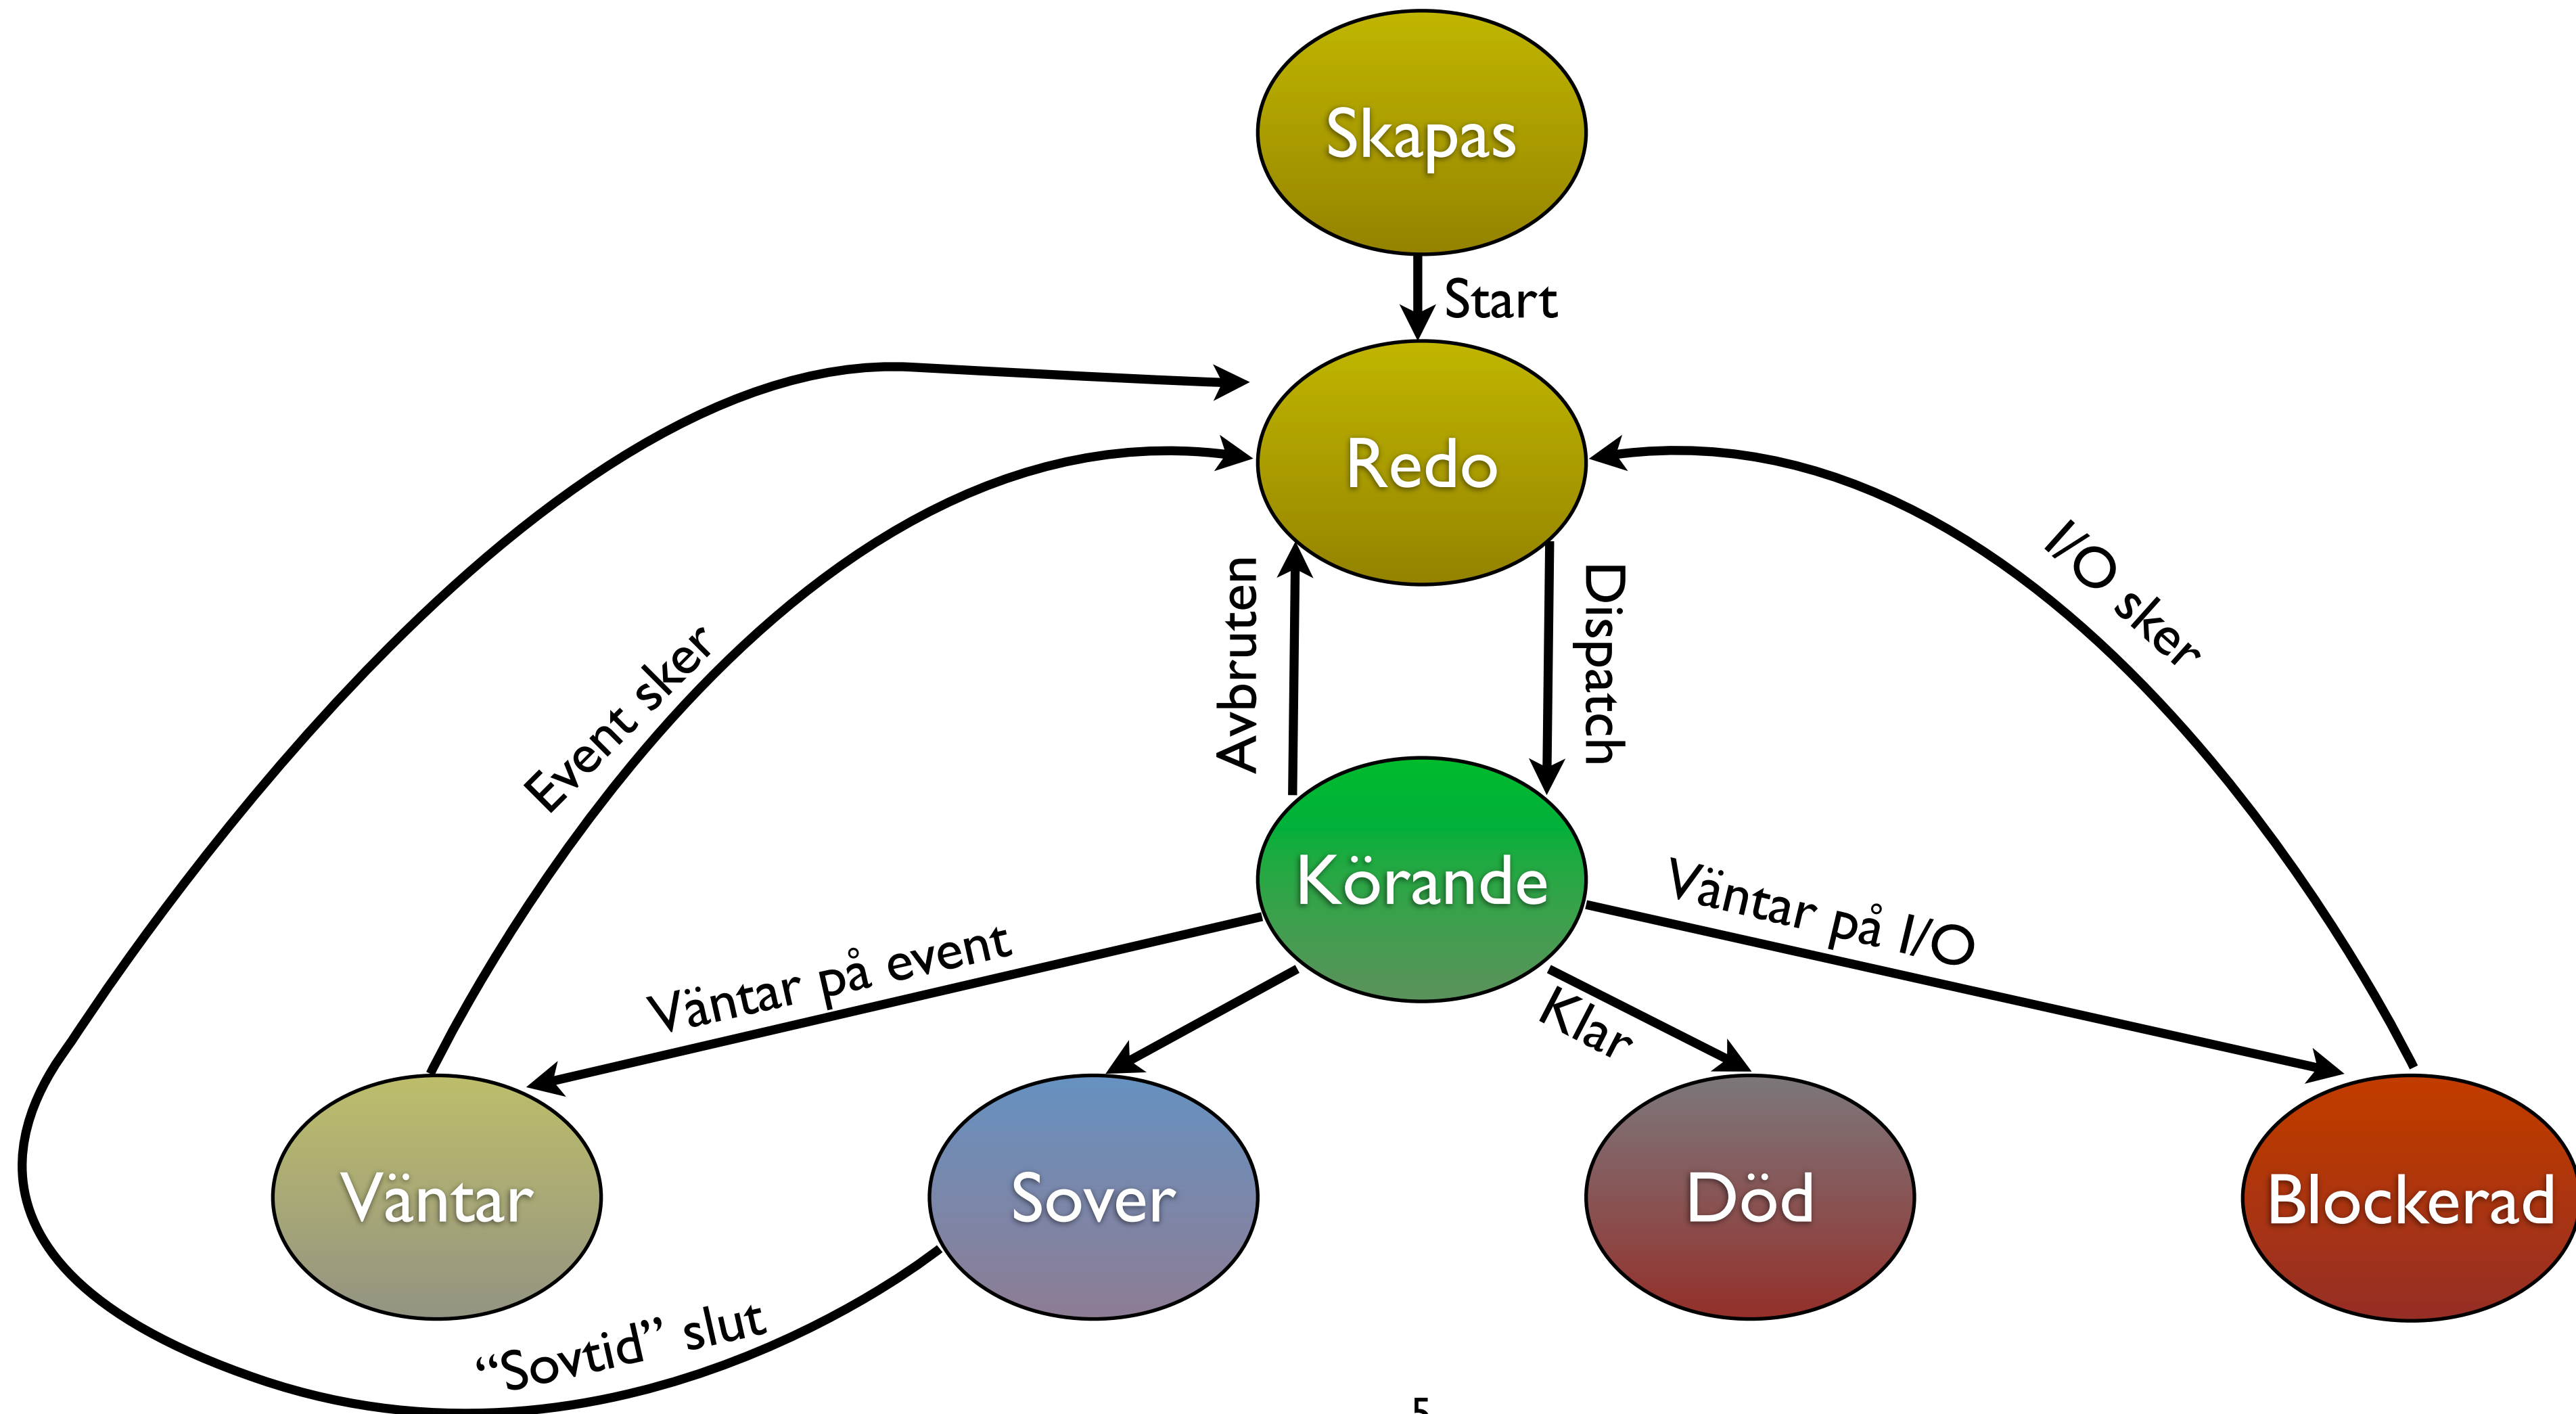 Skapas
Start
Redo
Avbruten
Dispatch
I/O sker
Event sker
Körande
Väntar på event
Väntar på I/O
Klar
Väntar
Sover
Död
Blockerad
“Sovtid” slut
5